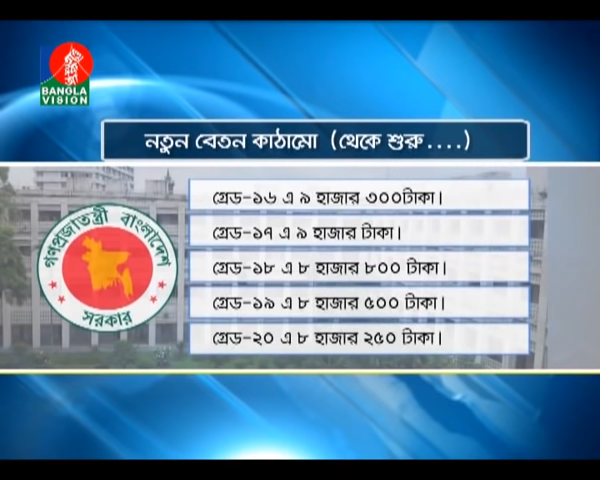 BANGLA
VISION
নতুন বেতন কাঠামো (থেকে শুরু....)
গ্রেড-১৬ এ ৯ হাজার ৩০০টাকা।
গ্রেড-১৭ এ ৯ হাজার টাকা।
গ্রেড-১৮ এ ৮ হাজার ৮০০ টাকা।
গ্রেড-১৯ এ ৮ হাজার ৫০০ টাকা।
গ্রেড-২০ এ ৮ হাজার ২৫০ টাকা।
গণপ্রজাতন্ত্রী বাংলাদেশ
সরকার